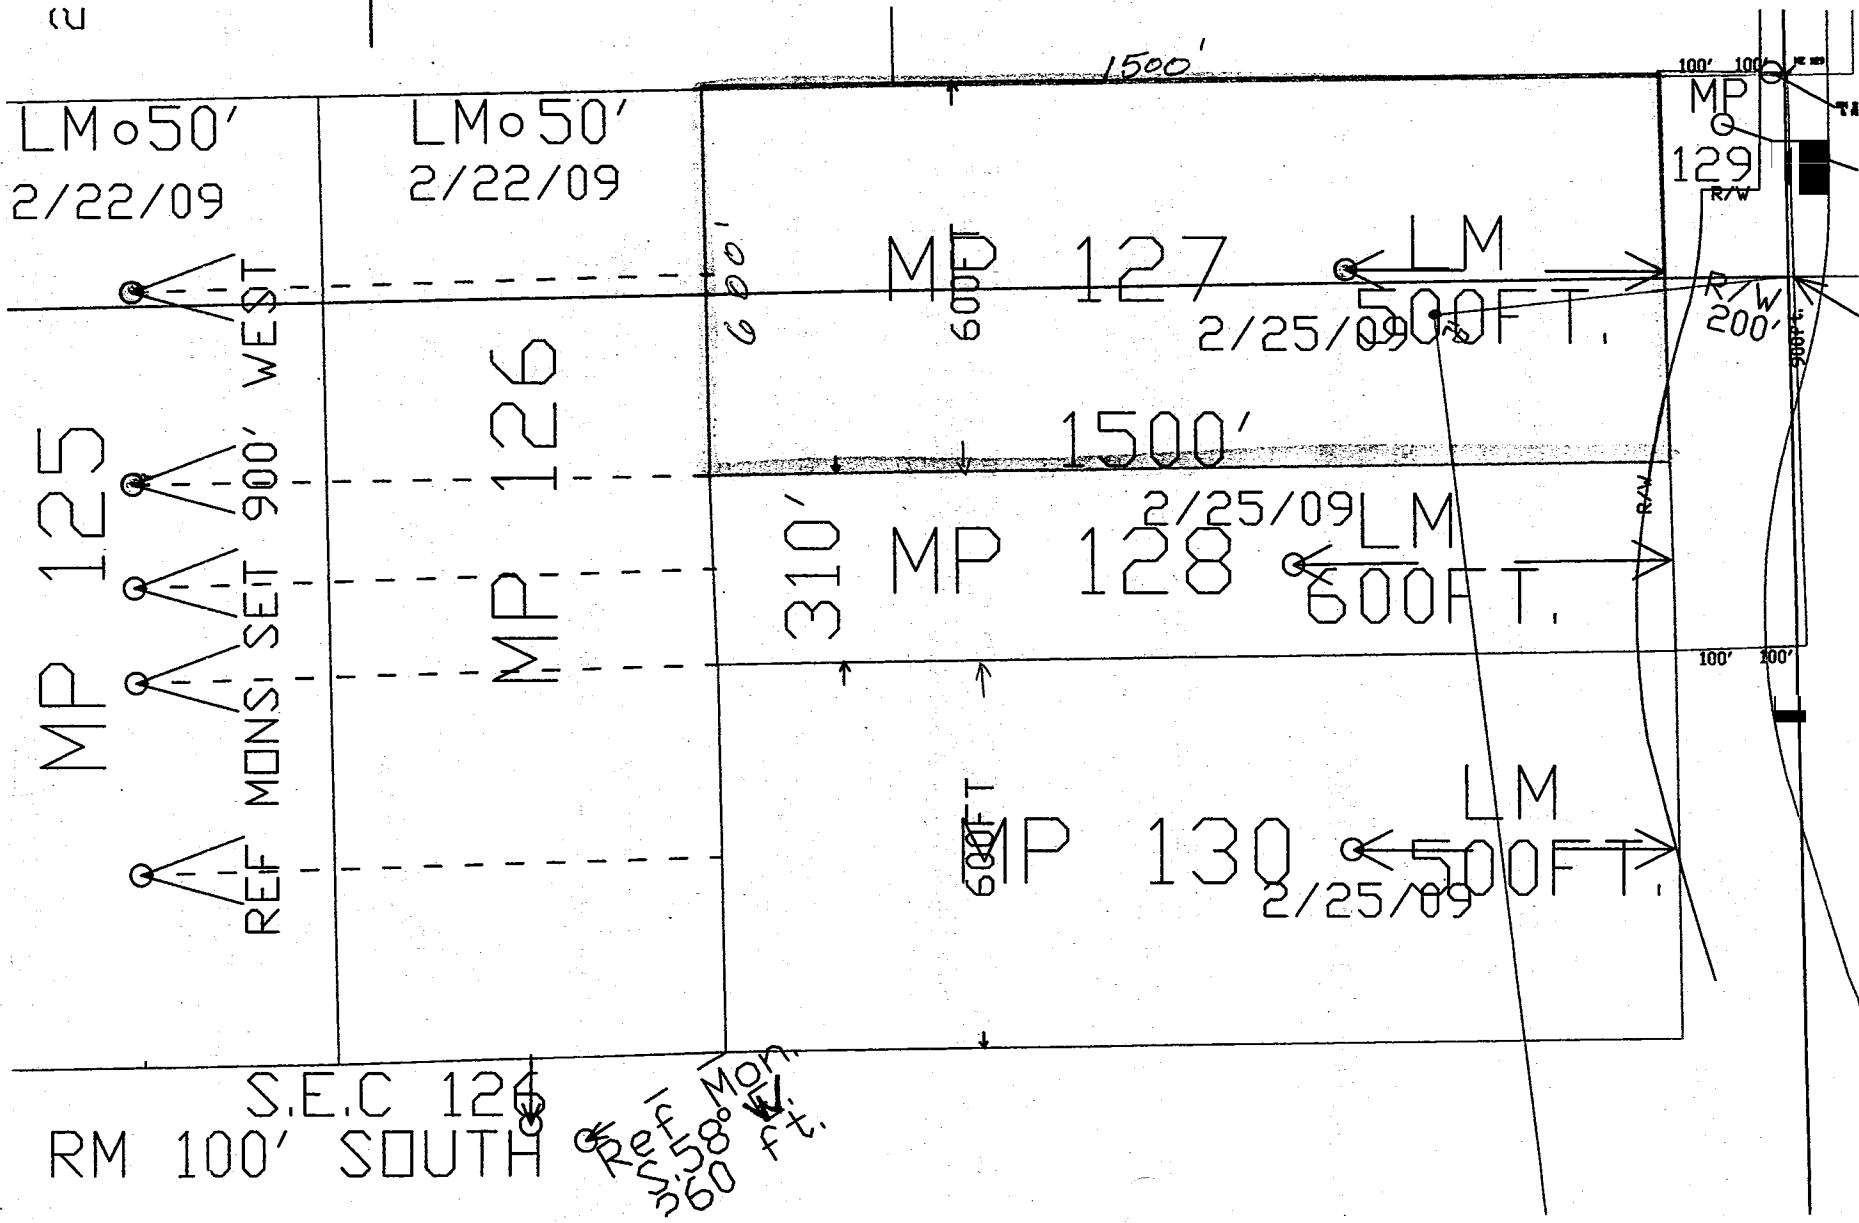 1500'
100' 100'
LM 50'
2/22/09
LM 50'
2/22/09
MP
129
R/W
MP 127
600FT
600'
LM
500FT.
2/25/09
R/W
200'
900Ft.
1500'
MP 125
MP 126
REF MONS SET 900' WEST
310'
MP 128
2/25/09
LM
600FT.
R/W
100' 100'
MP 130
600FT
LM
500FT.
2/25/09
S.E.C 126
RM 100' SOUTH
Ref Mon.
S.58° W.
560 ft.